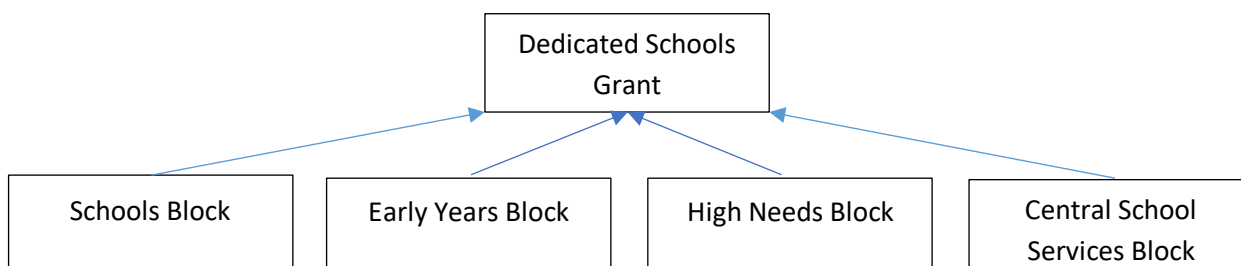 Dedicated Schools
Grant
Schools Block
Early Years Block
High Needs Block
Central School
Services Block